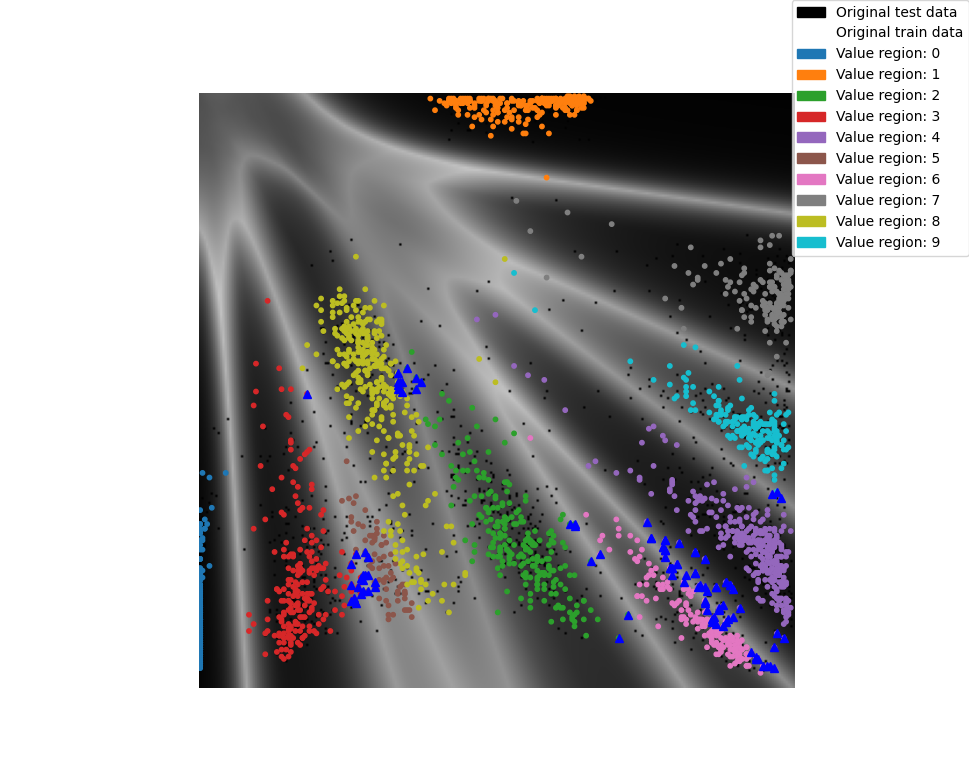 Original test data
Original train data
Value region: 0
Value region: 1
Value region: 2
Value region: 3
Value region: 4
Value region: 5
Value region: 6
Value region: 7
Value region: 8
Value region: 9